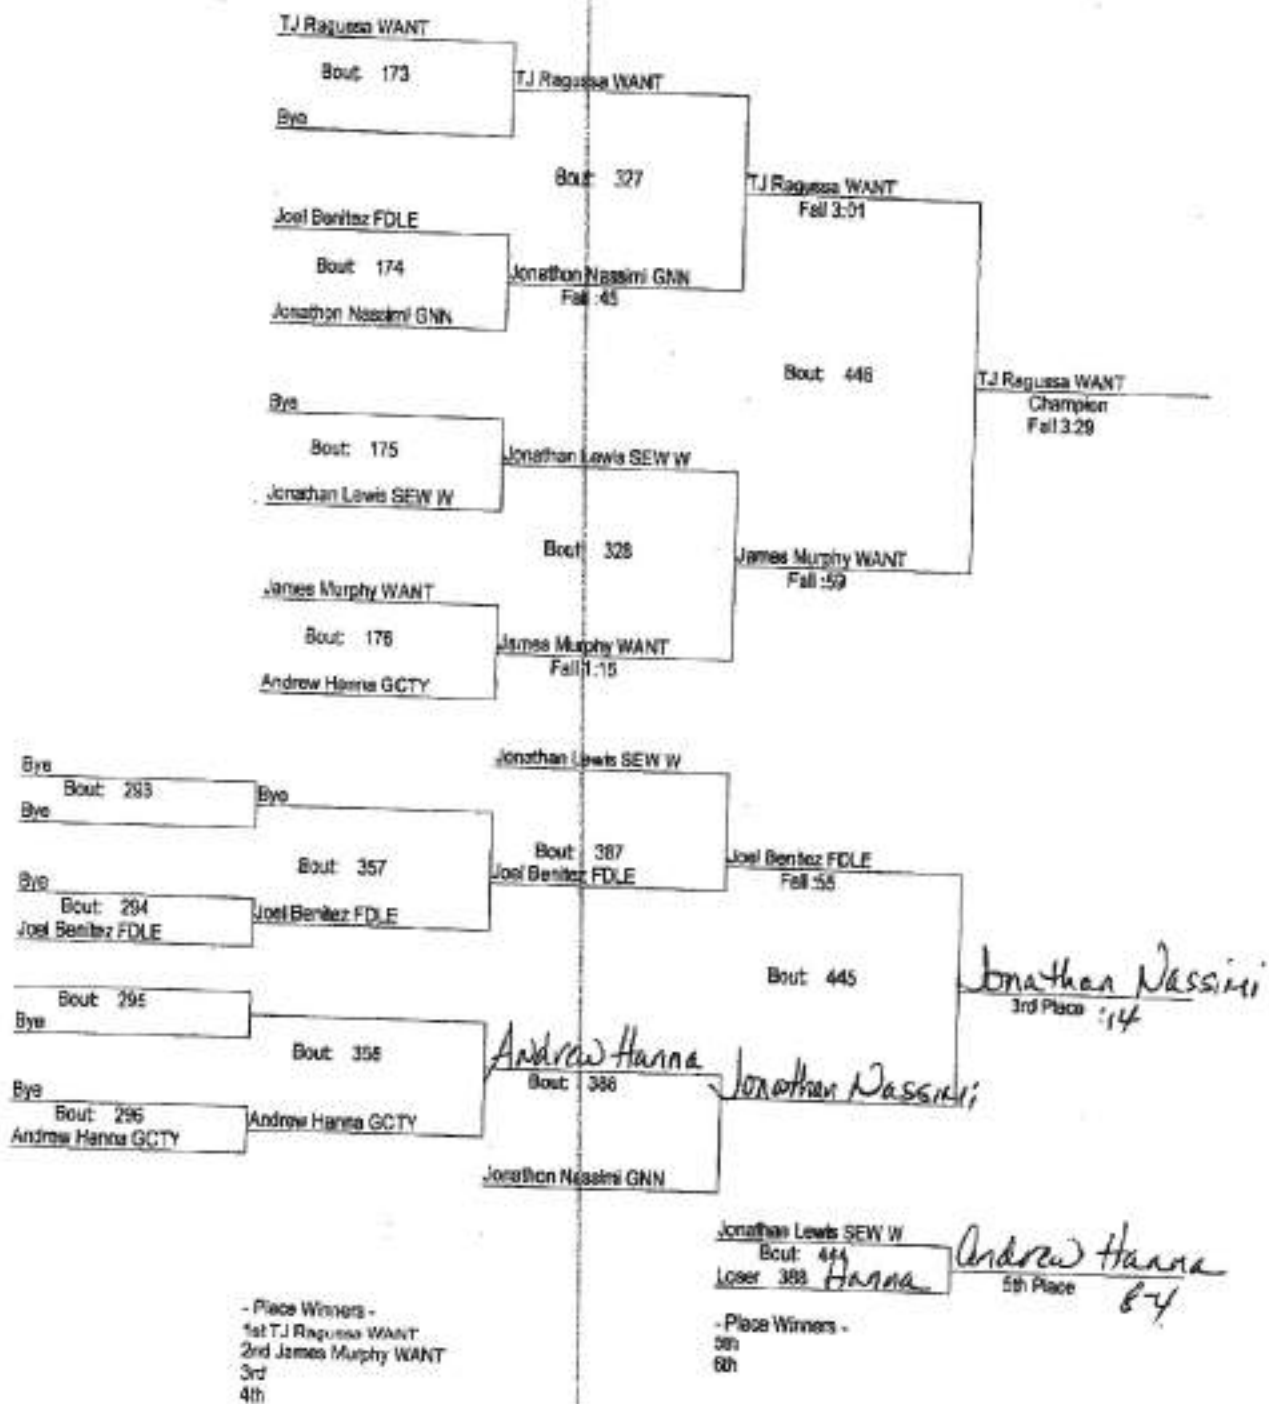 TJ Ragussa WANT
Bout: 173
TJ Ragussa WANT
Bye
Bout: 327
TJ Ragussa WANT
Fall 3:01
Joel Benitez FDLE
Bout: 174
Jonathon Nassimi GNN
Fall :45
Jonathon Nassimi GNN
Bout: 446
TJ Ragussa WANT
Champion
Fall 3:29
Bye
Bout: 175
Jonathan Lewis SEW W
Jonathan Lewis SEW W
Bout: 328
James Murphy WANT
Fall :59
James Murphy WANT
Bout: 176
James Murphy WANT
Fall 1:15
Andrew Hanna GCTY
Jonathan Lewis SEW W
Bye
Bout: 293
Bye
Bye
Bout: 357
Bout: 387
Joel Benitez FDLE
Joel Benitez FDLE
Fall :55
Bye
Bout: 294
Joel Benitez FDLE
Joel Benitez FDLE
Bout: 445
Jonathan Nassimi
3rd Place :14
Bout: 295
Bye
Bout: 358
Andrew Hanna
Bout: 388
Jonathan Nassimi
Bye
Bout: 296
Andrew Hanna GCTY
Andrew Hanna GCTY
Jonathon Nassimi GNN
Jonathan Lewis SEW W
Bout: 444
Loser 388 Hanna
Andrew Hanna
5th Place 8-4
- Place Winners -
1st TJ Ragussa WANT
2nd James Murphy WANT
3rd
4th
- Place Winners -
5th
6th